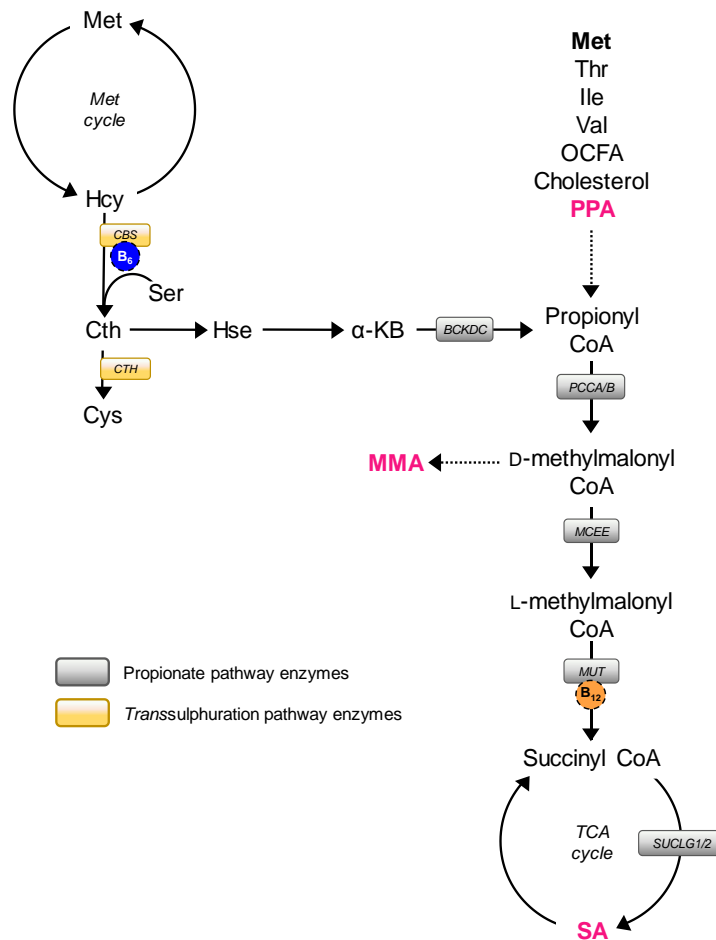 Met
Met
cycle
Hcy
CBS
B6
Ser
Cth
Hse
α-KB
BCKDC
CTH
Cys
Met
Thr
Ile
Val
OCFA
Cholesterol
PPA
Propionyl
CoA
PCCA/B
MMA
D-methylmalonyl
CoA
MCEE
L-methylmalonyl
CoA
MUT
B12
Succinyl CoA
TCA
cycle
SUCLG1/2
SA
Propionate pathway enzymes
Transsulphuration pathway enzymes